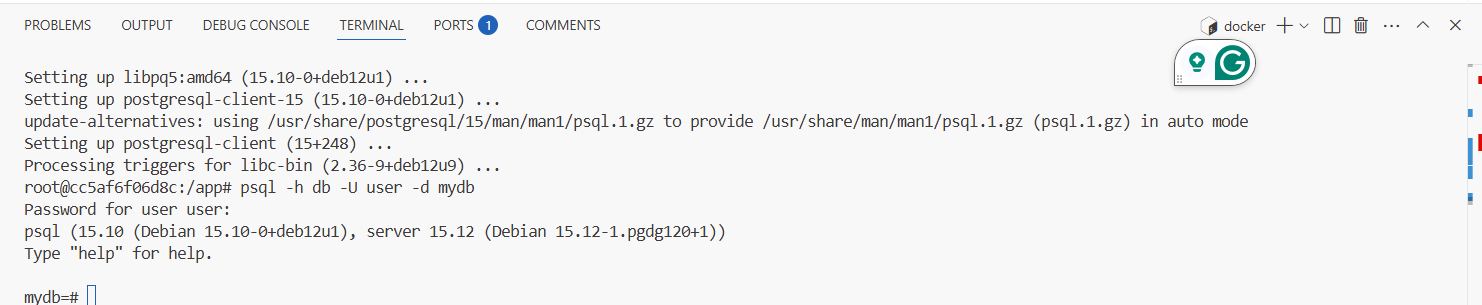 PROBLEMS OUTPUT DEBUG CONSOLE TERMINAL PORTS 1 COMMENTS docker
Setting up libpq5:amd64 (15.10-0+deb12u1) ...
Setting up postgresql-client-15 (15.10-0+deb12u1) ...
update-alternatives: using /usr/share/postgresql/15/man/man1/psql.1.gz to provide /usr/share/man/man1/psql.1.gz (psql.1.gz) in auto mode
Setting up postgresql-client (15+248) ...
Processing triggers for libc-bin (2.36-9+deb12u9) ...
root@cc5af6f06d8c:/app# psql -h db -U user -d mydb
Password for user user:
psql (15.10 (Debian 15.10-0+deb12u1), server 15.12 (Debian 15.12-1.pgdg120+1))
Type "help" for help.
mydb=#